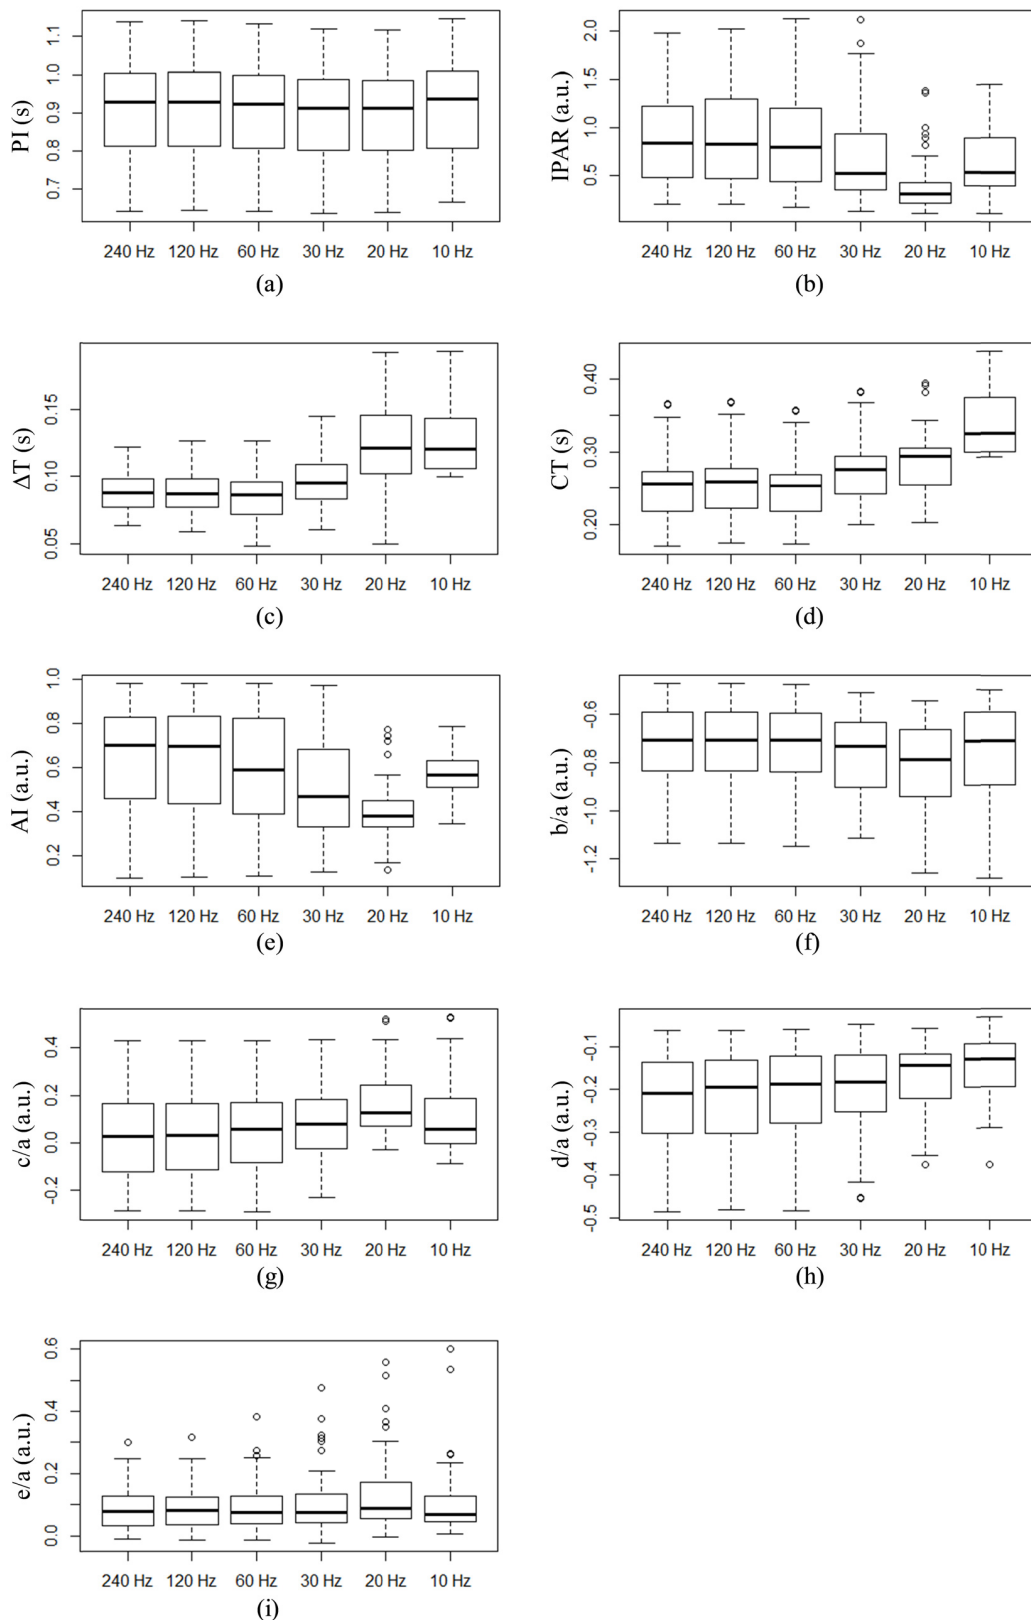 PI (s)
1.1
1.0
0.9
0.8
0.7
240 Hz 120 Hz 60 Hz 30 Hz 20 Hz 10 Hz
(a)
IPAR (a.u.)
2.0
1.5
1.0
0.5
240 Hz 120 Hz 60 Hz 30 Hz 20 Hz 10 Hz
(b)
ΔT (s)
0.15
0.10
0.05
240 Hz 120 Hz 60 Hz 30 Hz 20 Hz 10 Hz
(c)
CT (s)
0.40
0.30
0.20
240 Hz 120 Hz 60 Hz 30 Hz 20 Hz 10 Hz
(d)
AI (a.u.)
1.0
0.8
0.6
0.4
0.2
240 Hz 120 Hz 60 Hz 30 Hz 20 Hz 10 Hz
(e)
b/a (a.u.)
-0.6
-0.8
-1.0
-1.2
240 Hz 120 Hz 60 Hz 30 Hz 20 Hz 10 Hz
(f)
c/a (a.u.)
0.4
0.2
0.0
-0.2
240 Hz 120 Hz 60 Hz 30 Hz 20 Hz 10 Hz
(g)
d/a (a.u.)
-0.1
-0.2
-0.3
-0.4
-0.5
240 Hz 120 Hz 60 Hz 30 Hz 20 Hz 10 Hz
(h)
e/a (a.u.)
0.6
0.4
0.2
0.0
240 Hz 120 Hz 60 Hz 30 Hz 20 Hz 10 Hz
(i)